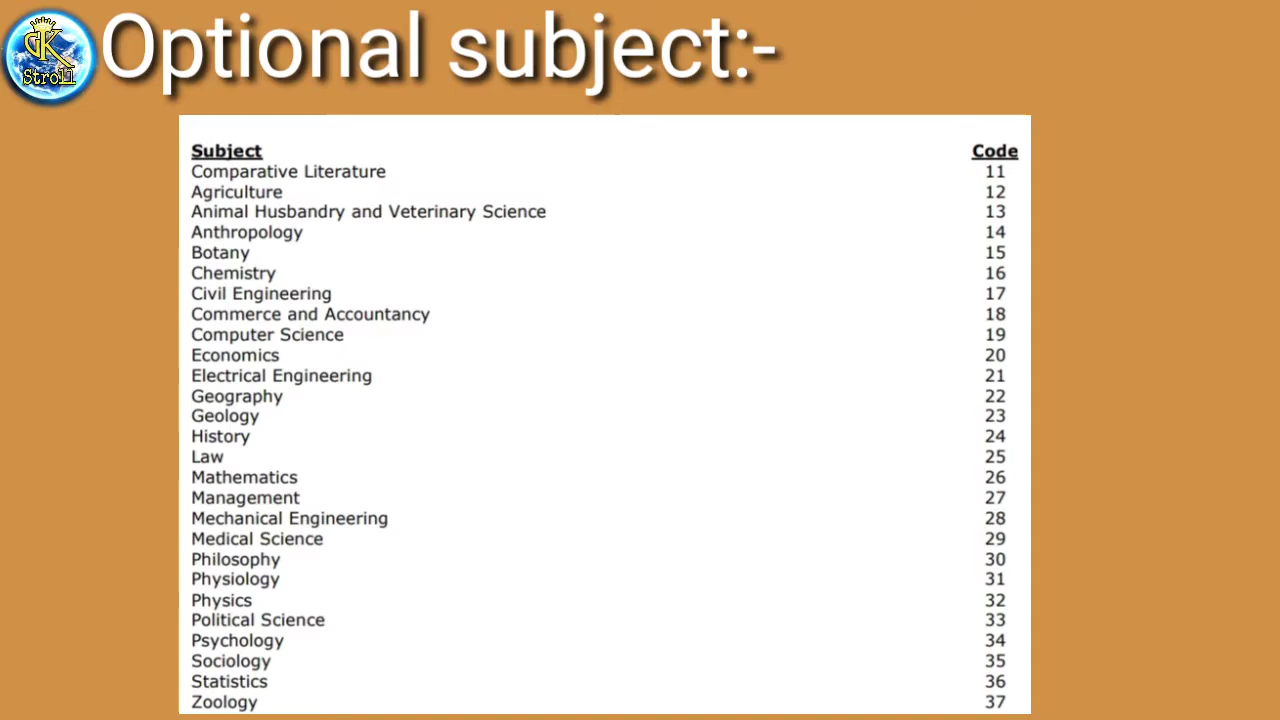 GK
Stroll
Optional subject:-
Subject Code
Comparative Literature 11
Agriculture 12
Animal Husbandry and Veterinary Science 13
Anthropology 14
Botany 15
Chemistry 16
Civil Engineering 17
Commerce and Accountancy 18
Computer Science 19
Economics 20
Electrical Engineering 21
Geography 22
Geology 23
History 24
Law 25
Mathematics 26
Management 27
Mechanical Engineering 28
Medical Science 29
Philosophy 30
Physiology 31
Physics 32
Political Science 33
Psychology 34
Sociology 35
Statistics 36
Zoology 37